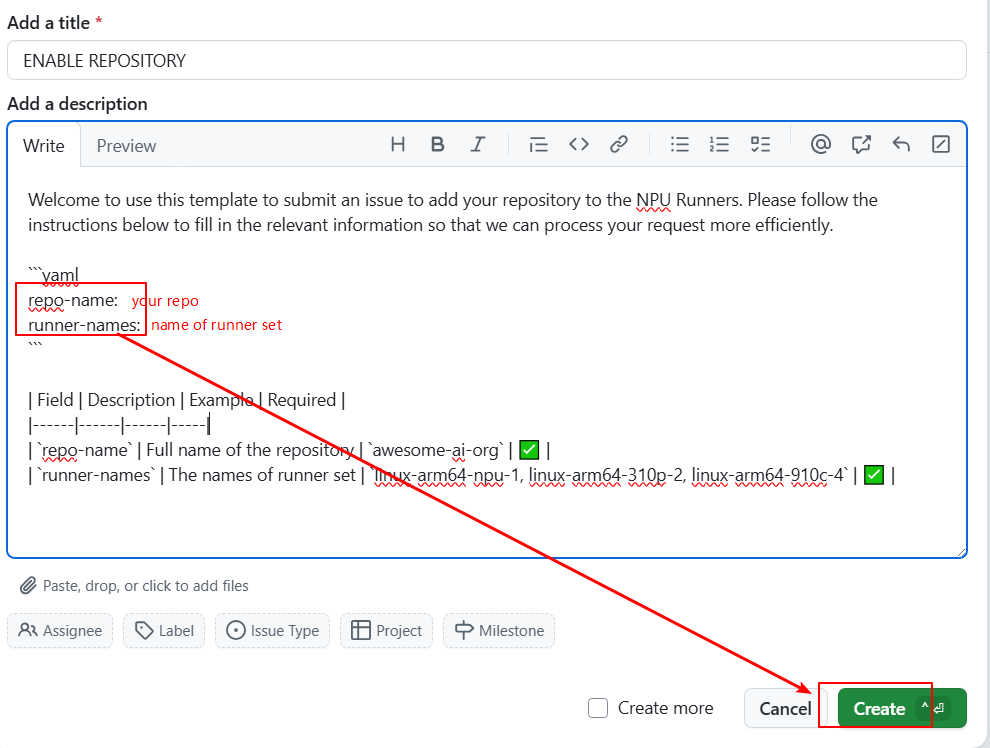 Add a title *
ENABLE REPOSITORY
Add a description
Write Preview
Welcome to use this template to submit an issue to add your repository to the NPU Runners. Please follow the
instructions below to fill in the relevant information so that we can process your request more efficiently.
```yaml
repo-name: your repo
runner-names: name of runner set
```
| Field | Description | Example | Required |
|------|------|------|-----|
| `repo-name` | Full name of the repository | `awesome-ai-org` | ✅ |
| `runner-names` | The names of runner set | `linux-arm64-npu-1, linux-arm64-310p-2, linux-arm64-910c-4` | ✅ |
Paste, drop, or click to add files
Assignee Label Issue Type Project Milestone
Create more Cancel Create ^⏎